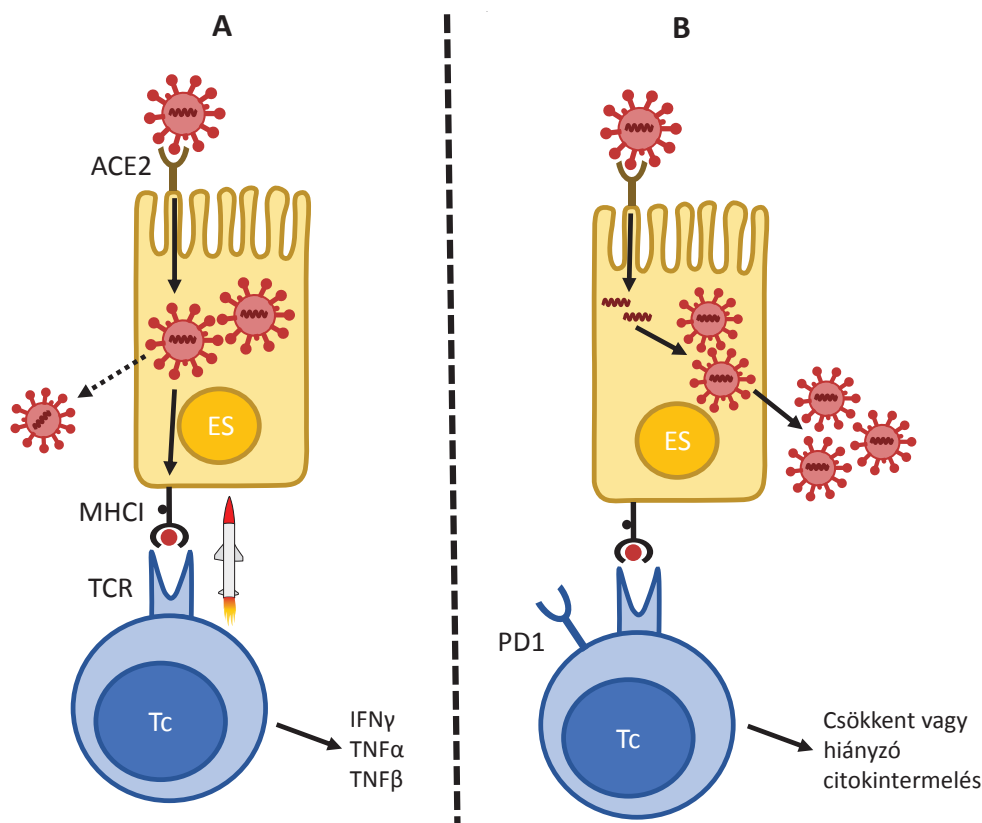 A
ACE2
ES
MHCI
TCR
Tc
IFNγ
TNFα
TNFβ
B
ES
PD1
Tc
Csökkent vagy
hiányzó
citokintermelés